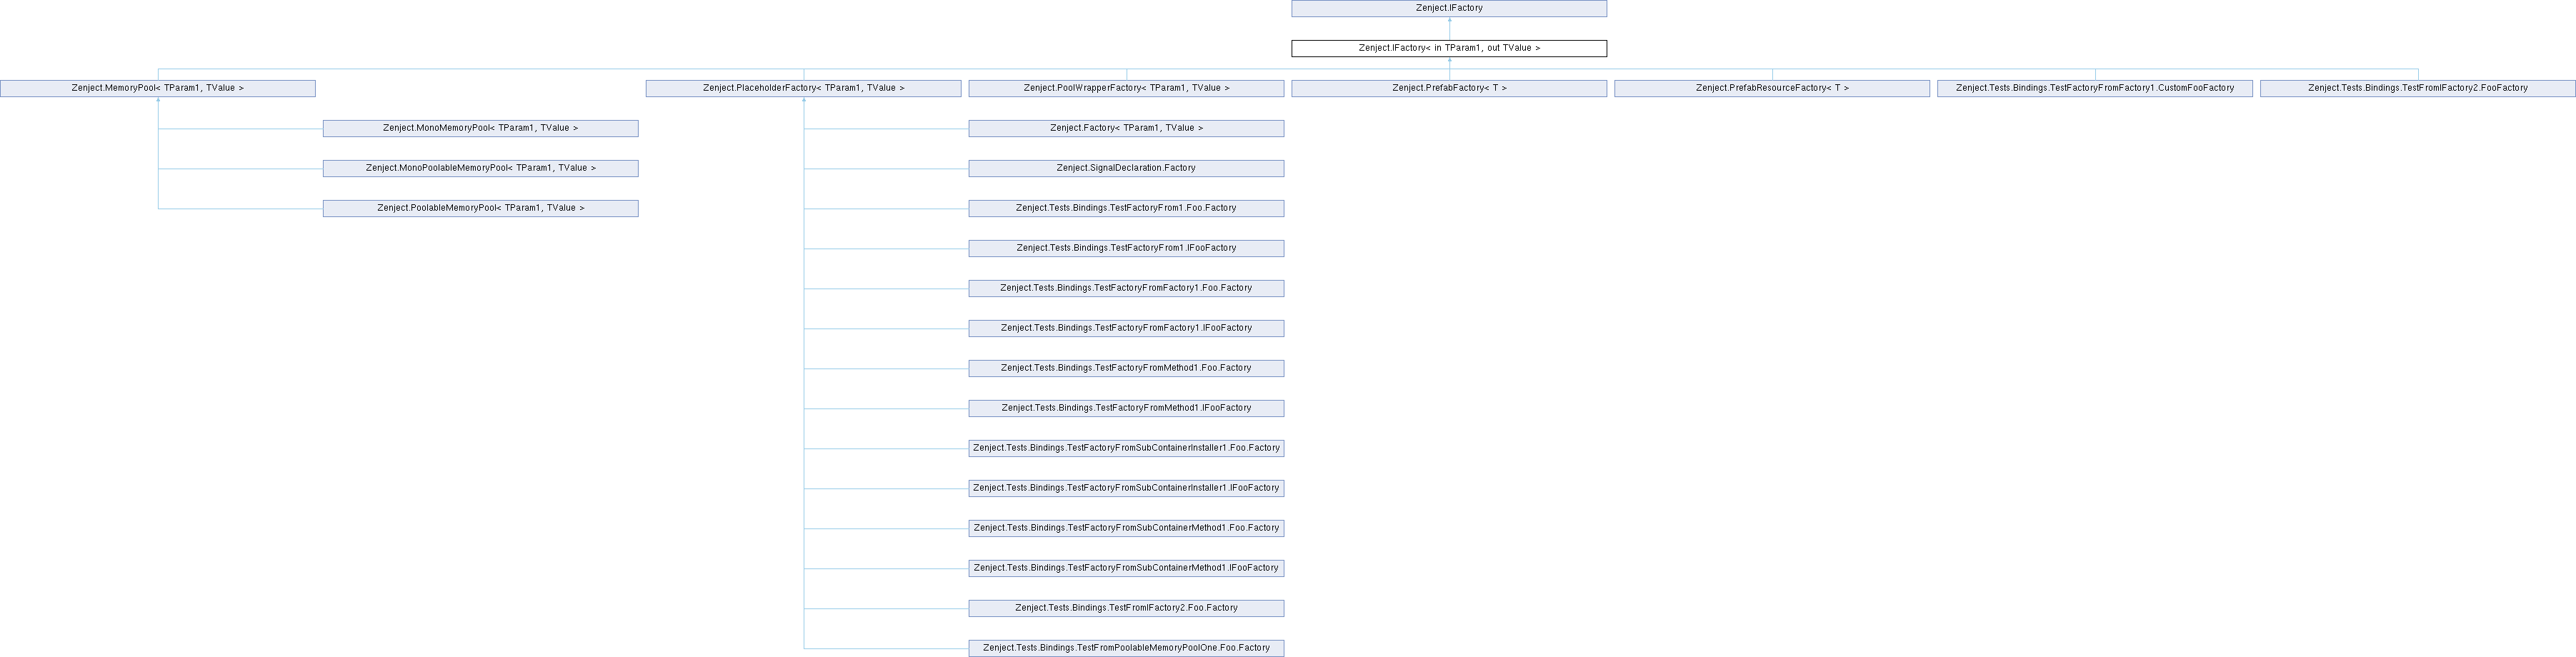 Zenject.IFactory
Zenject.IFactory< in TParam1, out TValue >
Zenject.MemoryPool< TParam1, TValue >
Zenject.PlaceholderFactory< TParam1, TValue >
Zenject.PoolWrapperFactory< TParam1, TValue >
Zenject.PrefabFactory< T >
Zenject.PrefabResourceFactory< T >
Zenject.Tests.Bindings.TestFactoryFromFactory1.CustomFooFactory
Zenject.Tests.Bindings.TestFromIFactory2.FooFactory
Zenject.MonoMemoryPool< TParam1, TValue >
Zenject.Factory< TParam1, TValue >
Zenject.MonoPoolableMemoryPool< TParam1, TValue >
Zenject.SignalDeclaration.Factory
Zenject.PoolableMemoryPool< TParam1, TValue >
Zenject.Tests.Bindings.TestFactoryFrom1.Foo.Factory
Zenject.Tests.Bindings.TestFactoryFrom1.IFooFactory
Zenject.Tests.Bindings.TestFactoryFromFactory1.Foo.Factory
Zenject.Tests.Bindings.TestFactoryFromFactory1.IFooFactory
Zenject.Tests.Bindings.TestFactoryFromMethod1.Foo.Factory
Zenject.Tests.Bindings.TestFactoryFromMethod1.IFooFactory
Zenject.Tests.Bindings.TestFactoryFromSubContainerInstaller1.Foo.Factory
Zenject.Tests.Bindings.TestFactoryFromSubContainerInstaller1.IFooFactory
Zenject.Tests.Bindings.TestFactoryFromSubContainerMethod1.Foo.Factory
Zenject.Tests.Bindings.TestFactoryFromSubContainerMethod1.IFooFactory
Zenject.Tests.Bindings.TestFromIFactory2.Foo.Factory
Zenject.Tests.Bindings.TestFromPoolableMemoryPoolOne.Foo.Factory